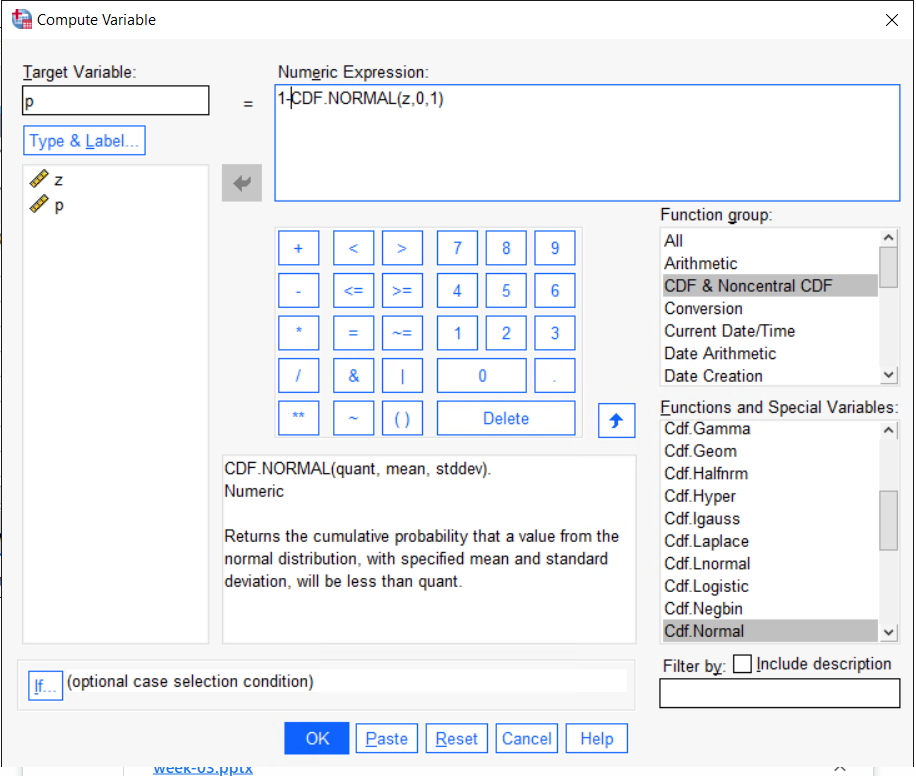 Compute Variable
Target Variable:
p
=
Numeric Expression:
1-CDF.NORMAL(z,0,1)
Type & Label...
z
p
+ < > 7 8 9
- <= >= 4 5 6
* = ~= 1 2 3
/ & | 0 .
** ~ ( ) Delete
CDF.NORMAL(quant, mean, stddev).
Numeric
Returns the cumulative probability that a value from the
normal distribution, with specified mean and standard
deviation, will be less than quant.
Function group:
All
Arithmetic
CDF & Noncentral CDF
Conversion
Current Date/Time
Date Arithmetic
Date Creation
Functions and Special Variables:
Cdf.Gamma
Cdf.Geom
Cdf.Halfnrm
Cdf.Hyper
Cdf.Igauss
Cdf.Laplace
Cdf.Lnormal
Cdf.Logistic
Cdf.Negbin
Cdf.Normal
Filter by: Include description
If... (optional case selection condition)
OK Paste Reset Cancel Help
week-03.pptx